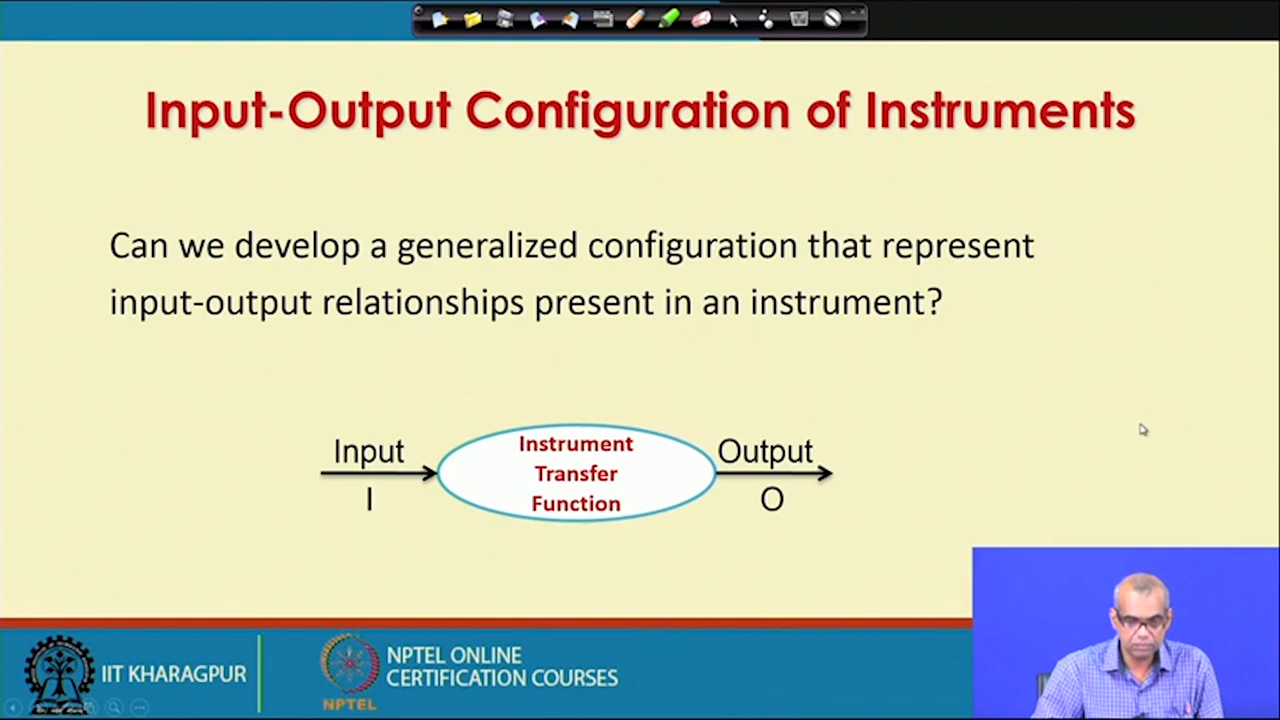 Input-Output Configuration of Instruments
Can we develop a generalized configuration that represent
input-output relationships present in an instrument?
Input
I
Instrument
Transfer
Function
Output
O
IIT KHARAGPUR
NPTEL
NPTEL ONLINE
CERTIFICATION COURSES